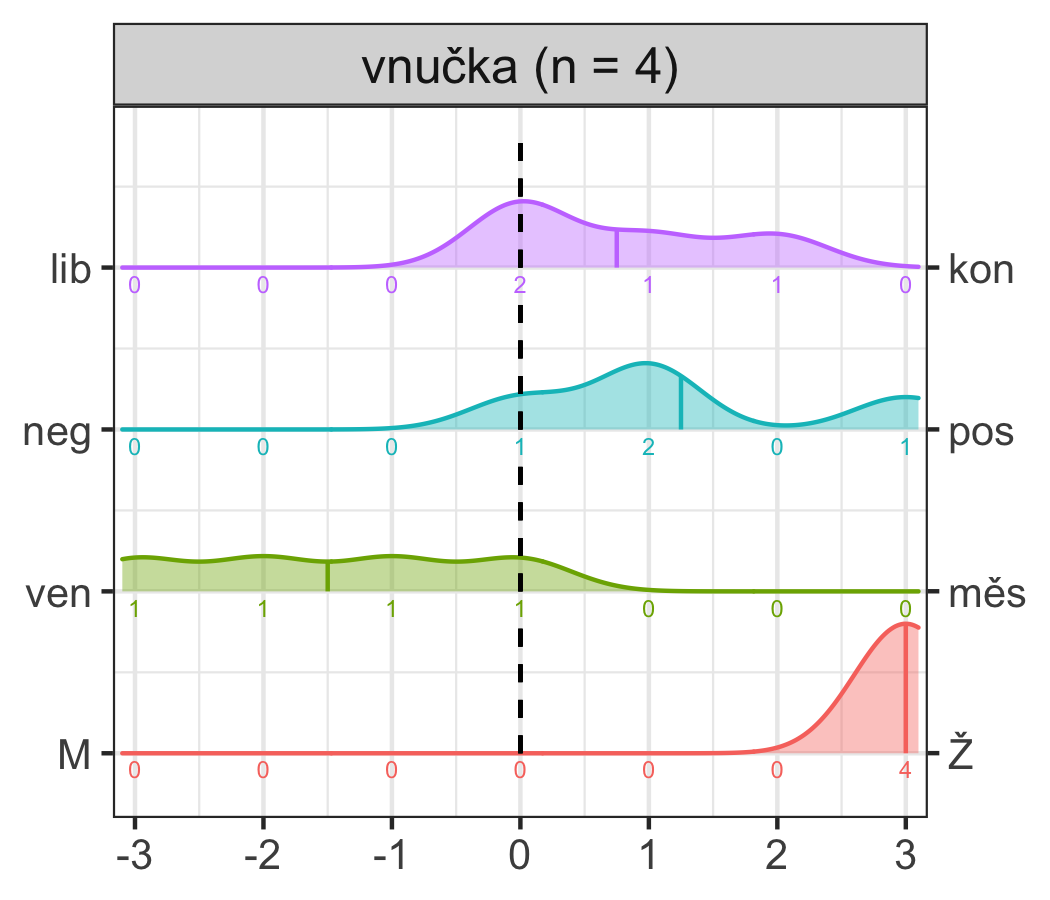 vnučka (n = 4)
lib kon
0 0 0 2 1 1 0
neg pos
0 0 0 1 2 0 1
ven měs
1 1 1 1 0 0 0
M Ž
0 0 0 0 0 0 4
-3 -2 -1 0 1 2 3